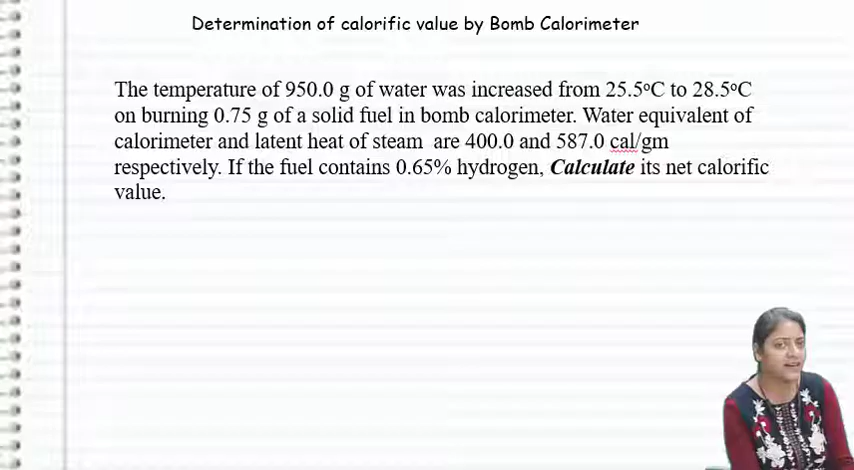 Determination of calorific value by Bomb Calorimeter
The temperature of 950.0 g of water was increased from 25.5°C to 28.5°C
on burning 0.75 g of a solid fuel in bomb calorimeter. Water equivalent of
calorimeter and latent heat of steam are 400.0 and 587.0 cal/gm
respectively. If the fuel contains 0.65% hydrogen, Calculate its net calorific
value.